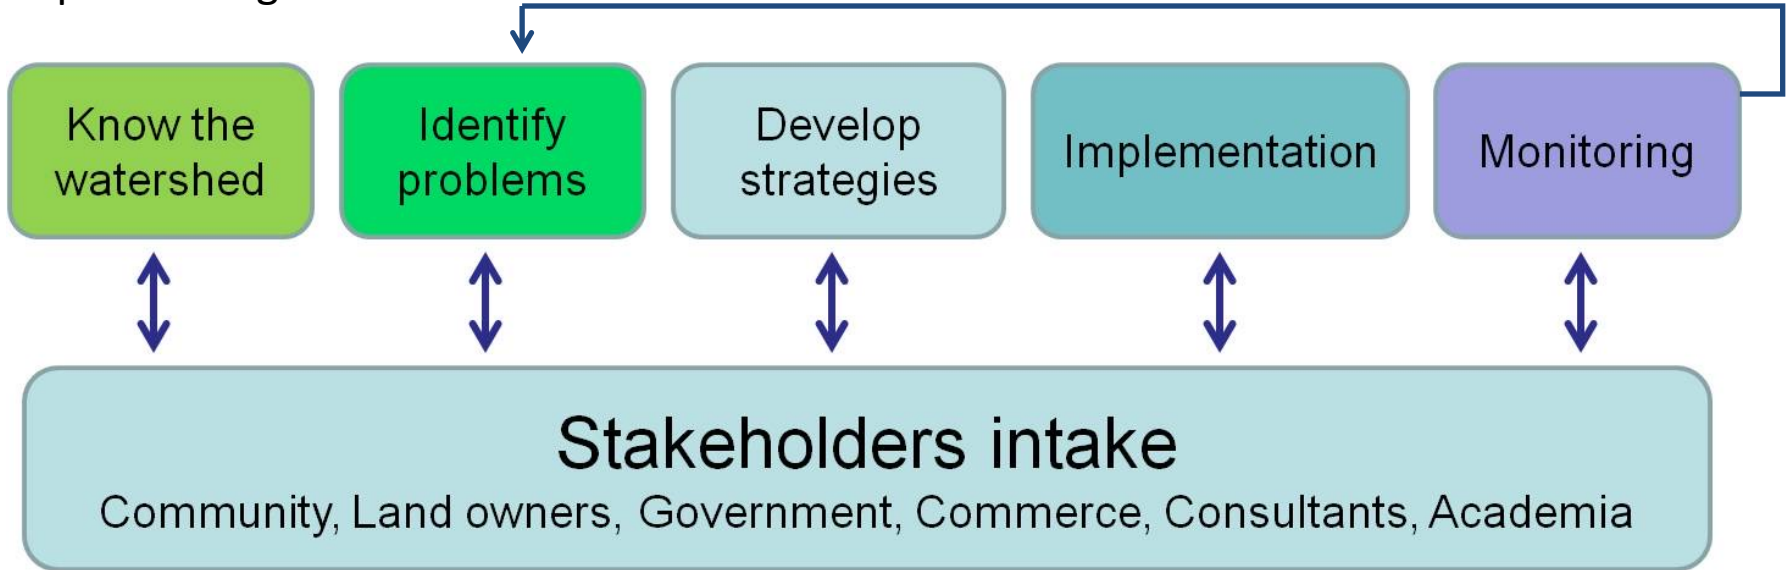 Know the
watershed
Identify
problems
Develop
strategies
Implementation
Monitoring
Stakeholders intake
Community, Land owners, Government, Commerce, Consultants, Academia